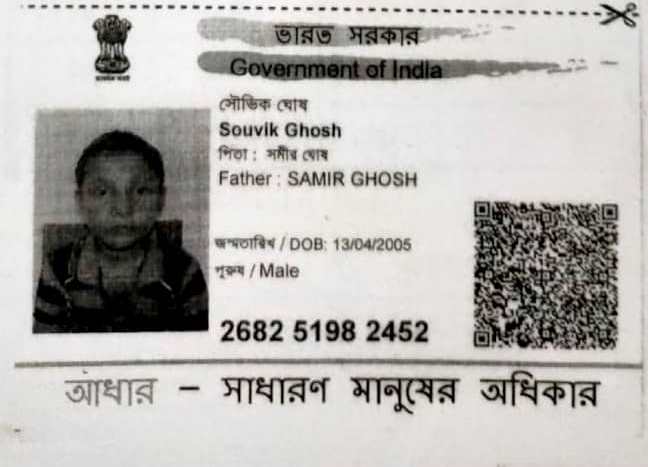 ভারত সরকার
Government of India
সৌভিক ঘোষ
Souvik Ghosh
পিতা : সমীর ঘোষ
Father : SAMIR GHOSH
জন্মতারিখ / DOB: 13/04/2005
পুরুষ / Male
2682 5198 2452
আধার – সাধারণ মানুষের অধিকার